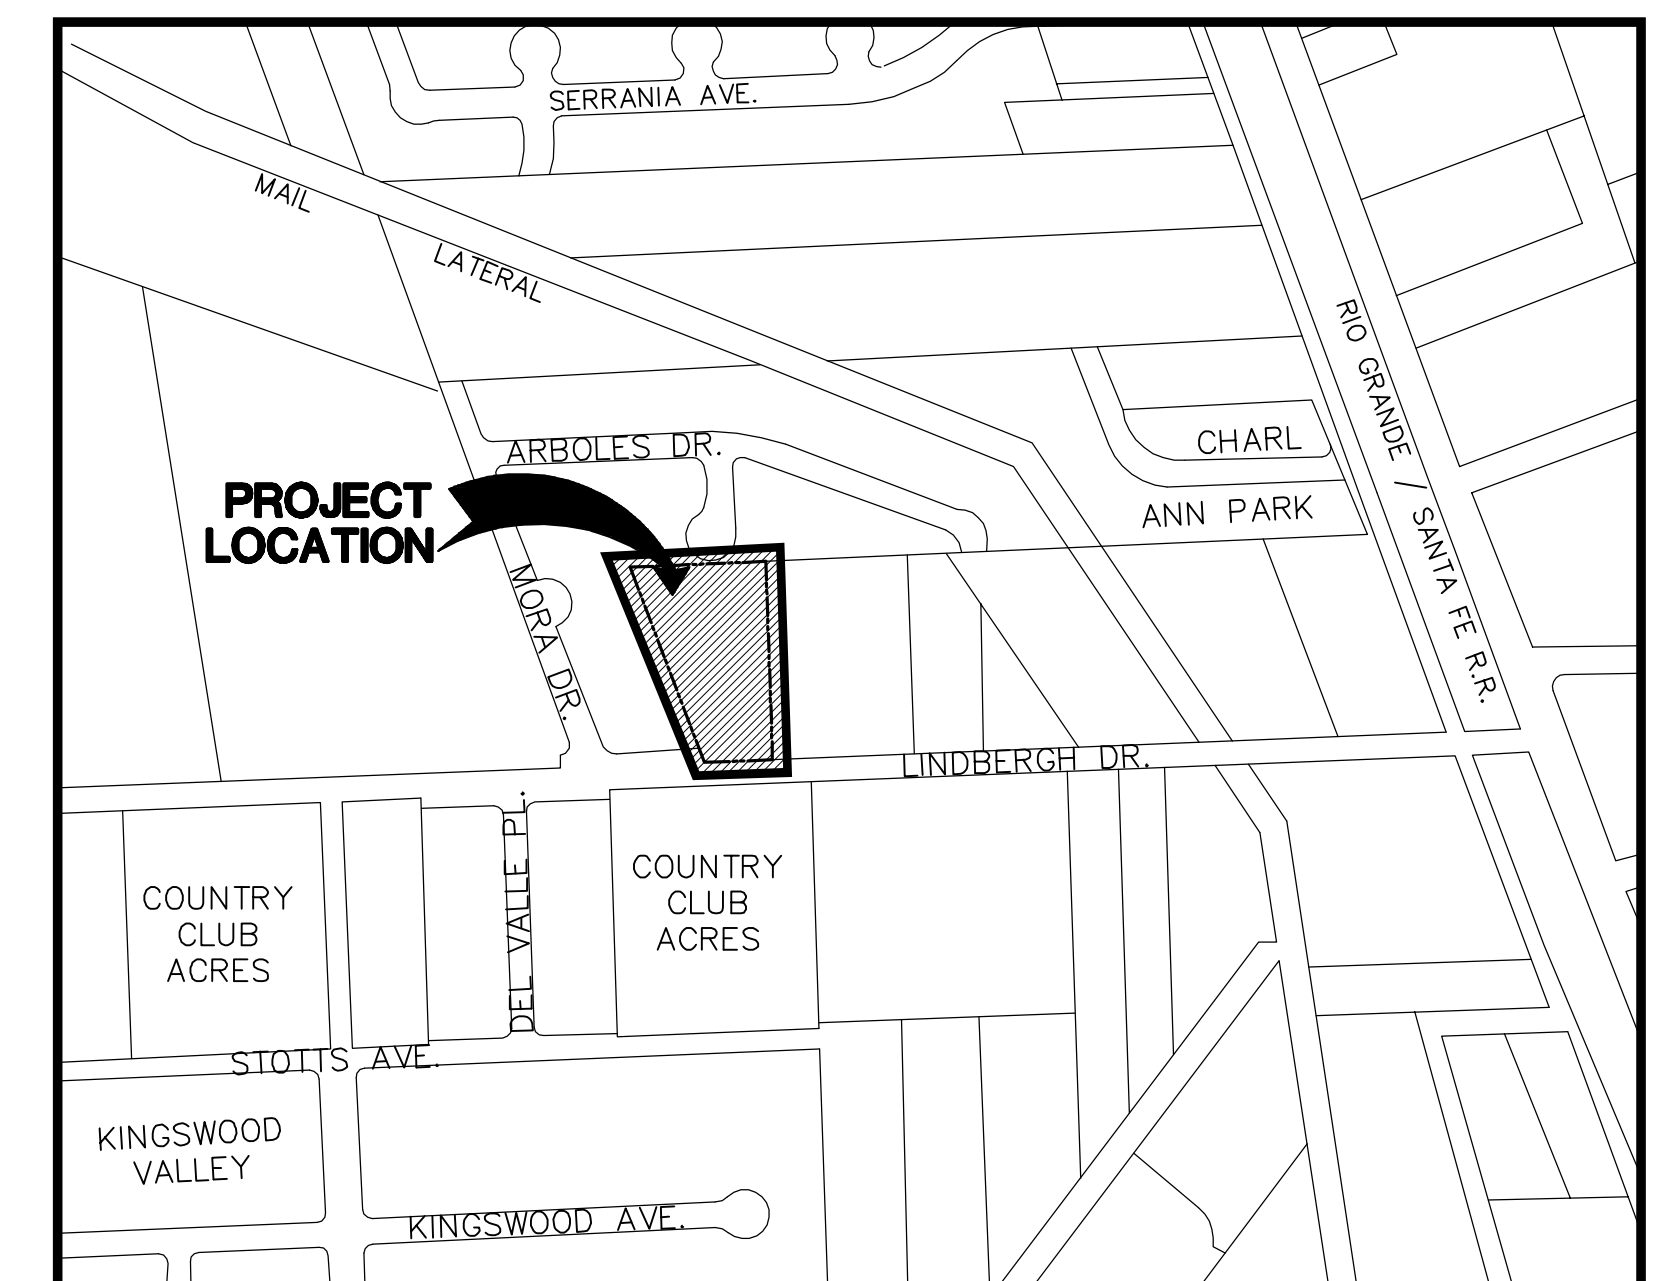 SERRANIA AVE.
MAIL
LATERAL
RIO GRANDE / SANTA FE R.R.
ARBOLES DR.
CHARL
ANN PARK
PROJECT
LOCATION
MORA DR.
LINDBERGH DR.
DEL VALLE PL.
COUNTRY
CLUB
ACRES
COUNTRY
CLUB
ACRES
STOTTS AVE.
KINGSWOOD
VALLEY
KINGSWOOD AVE.